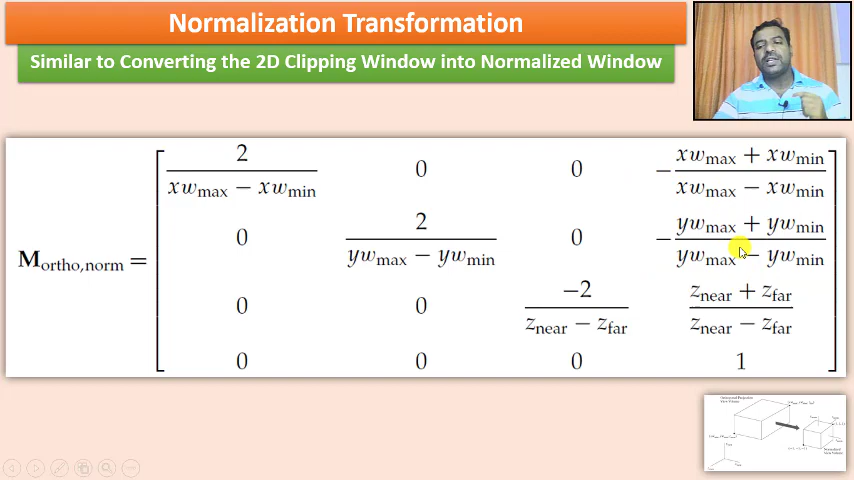 Normalization Transformation
Similar to Converting the 2D Clipping Window into Normalized Window
2 / (xw_max − xw_min) 0 0 − (xw_max + xw_min) / (xw_max − xw_min)
0 2 / (yw_max − yw_min) 0 − (yw_max + yw_min) / (yw_max − yw_min)
M_ortho,norm =
0 0 −2 / (z_near − z_far) (z_near + z_far) / (z_near − z_far)
0 0 0 1